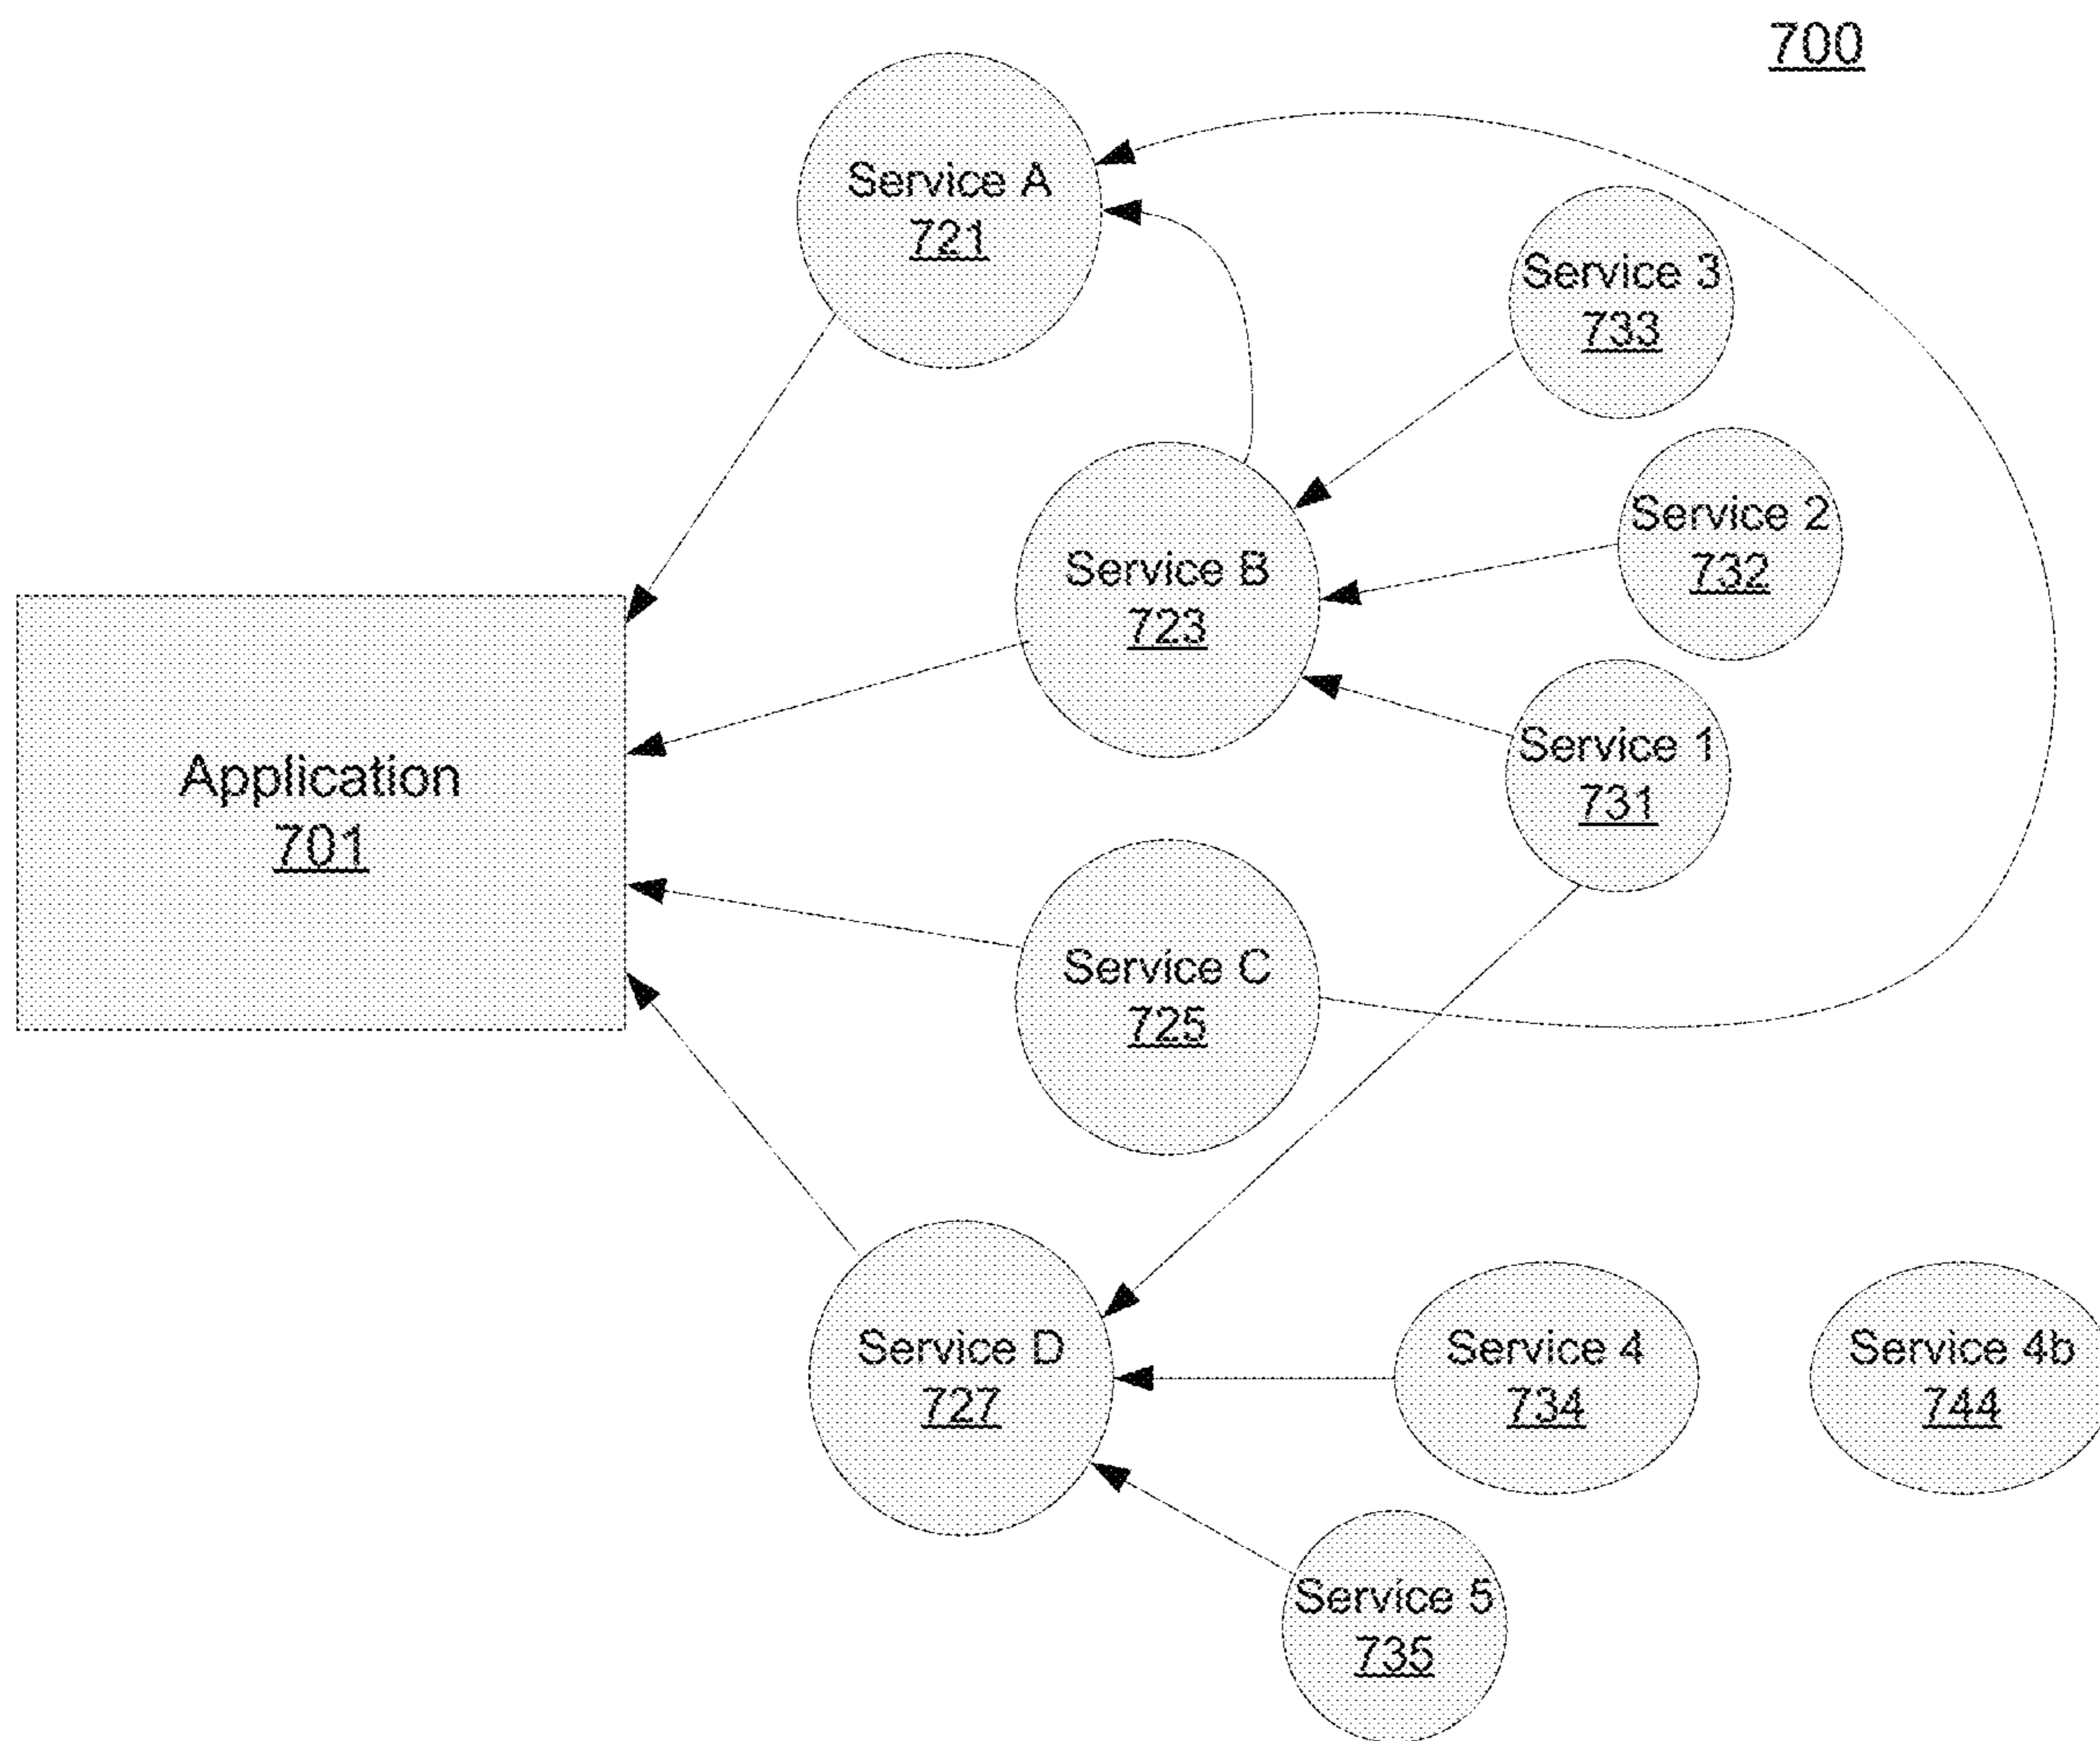 700
Service A
721
Service 3
733
Service 2
732
Service B
723
Service 1
731
Application
701
Service C
725
Service D
727
Service 4
734
Service 4b
744
Service 5
735